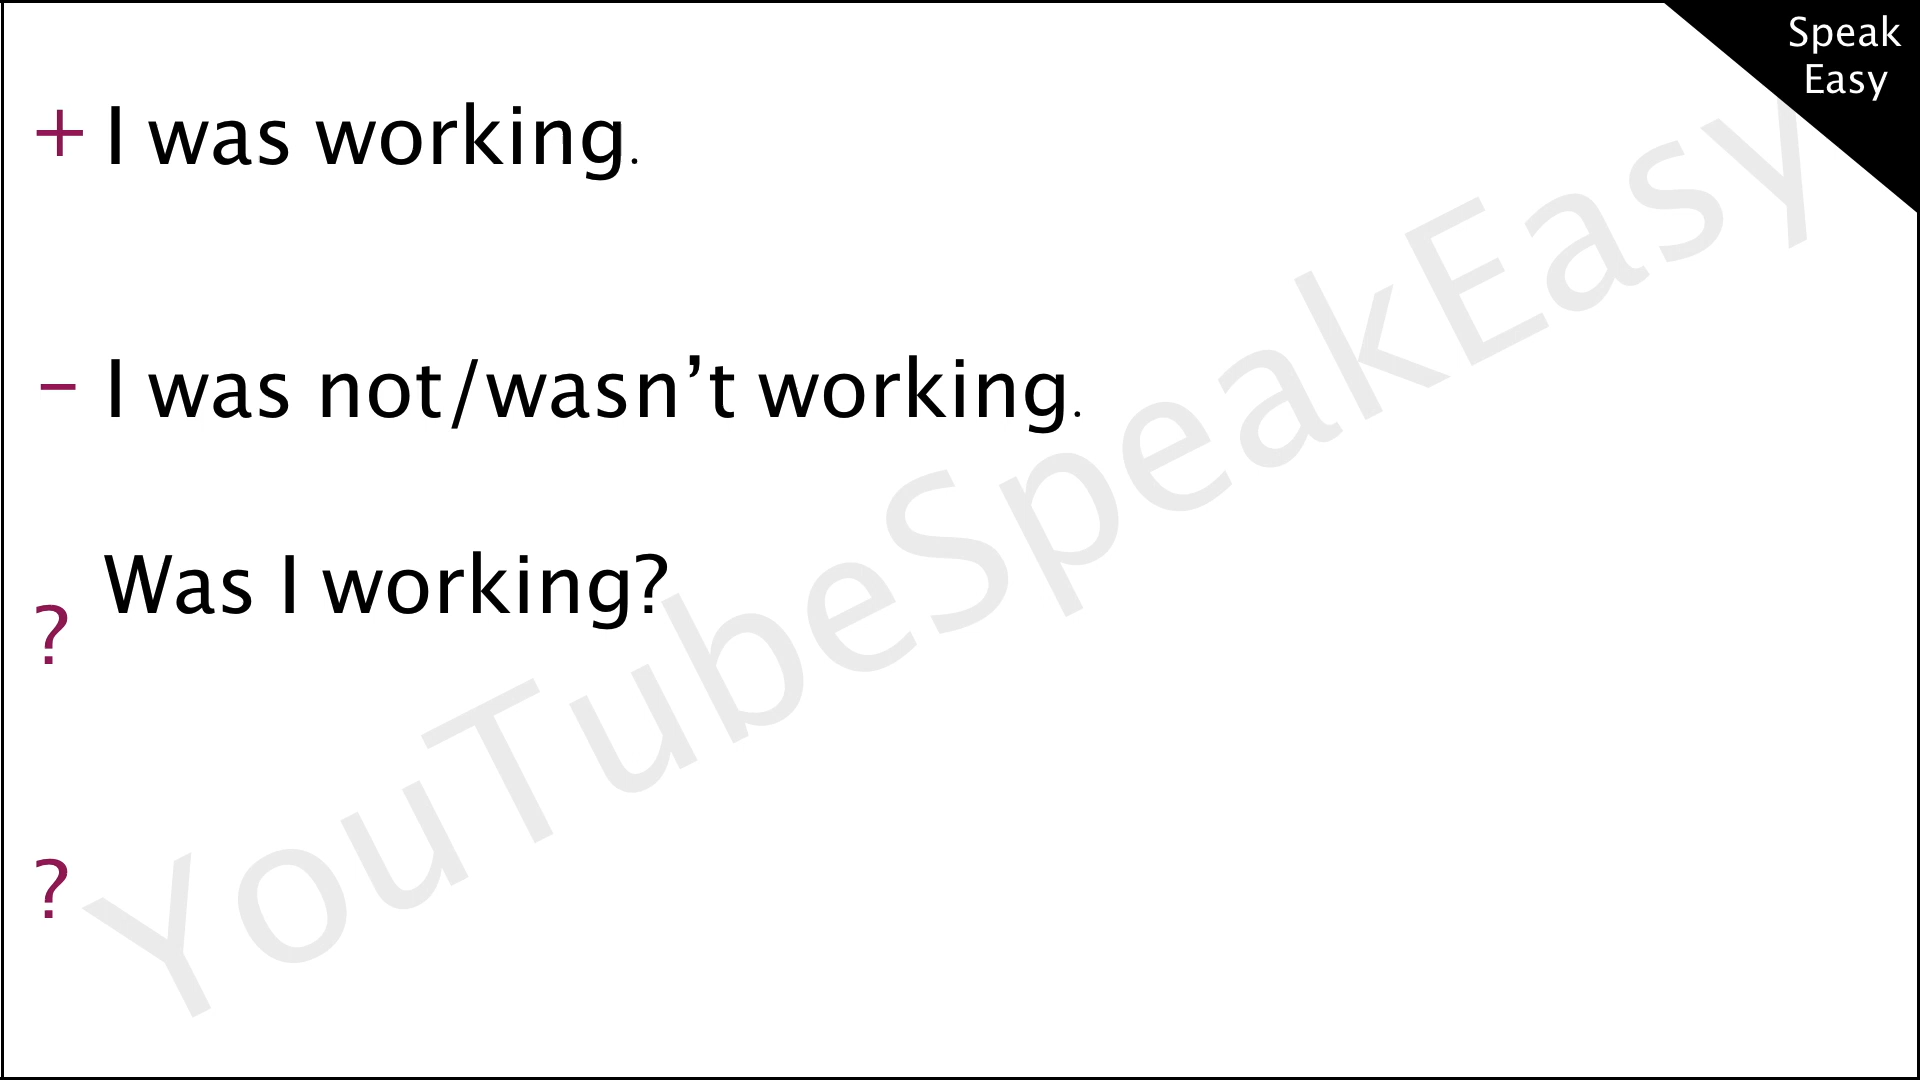 Speak
Easy
+ I was working.
- I was not/wasn’t working.
Was I working?
?
?
YouTubeSpeakEasy